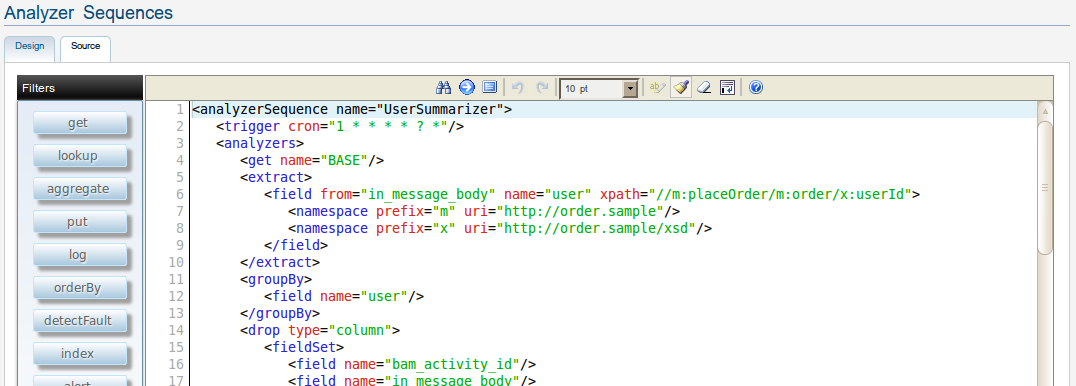 Analyzer Sequences
Design
Source
Filters
10 pt
get
lookup
aggregate
put
log
orderBy
detectFault
index
alert
1 <analyzerSequence name="UserSummarizer">
2 <trigger cron="1 * * * * ? *"/>
3 <analyzers>
4 <get name="BASE"/>
5 <extract>
6 <field from="in_message_body" name="user" xpath="//m:placeOrder/m:order/x:userId">
7 <namespace prefix="m" uri="http://order.sample"/>
8 <namespace prefix="x" uri="http://order.sample/xsd"/>
9 </field>
10 </extract>
11 <groupBy>
12 <field name="user"/>
13 </groupBy>
14 <drop type="column">
15 <fieldSet>
16 <field name="bam_activity_id"/>
17 <field name="in_message_body"/>